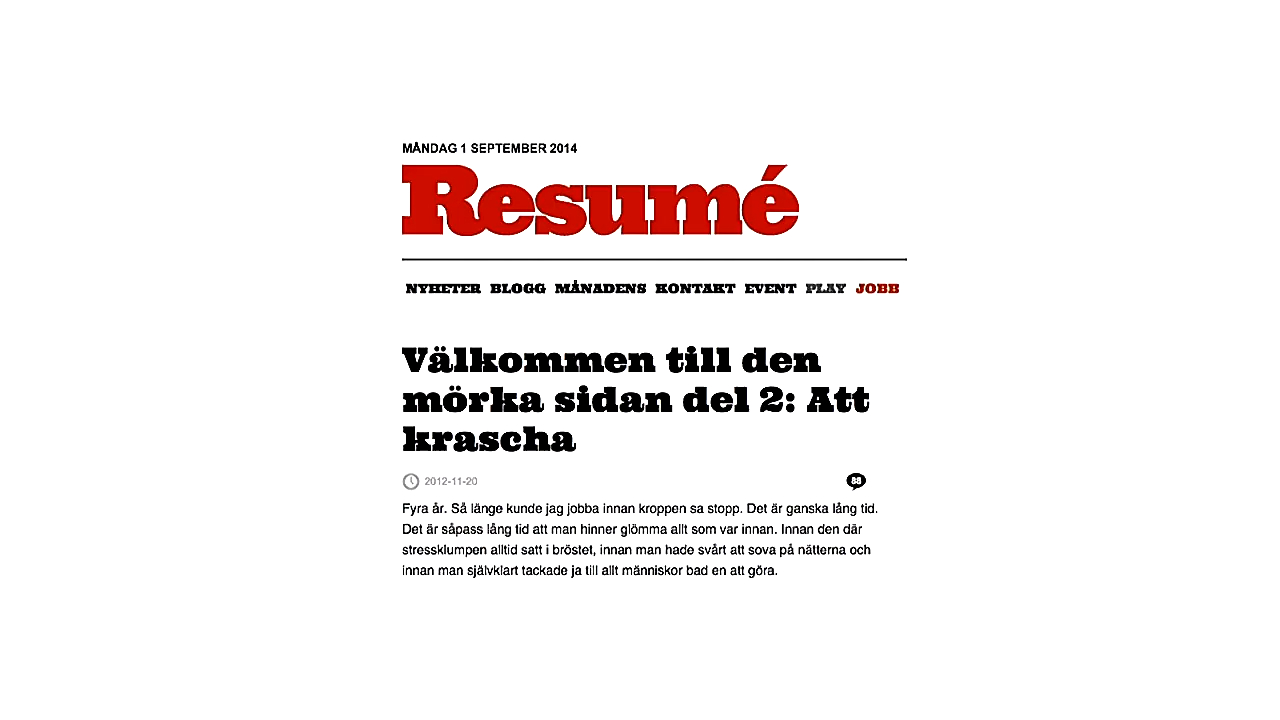 MÅNDAG 1 SEPTEMBER 2014
Resumé
NYHETER BLOGG MÅNADENS KONTAKT EVENT PLAY JOBB
Välkommen till den
mörka sidan del 2: Att
krascha
2012-11-20 88
Fyra år. Så länge kunde jag jobba innan kroppen sa stopp. Det är ganska lång tid.
Det är såpass lång tid att man hinner glömma allt som var innan. Innan den där
stressklumpen alltid satt i bröstet, innan man hade svårt att sova på nätterna och
innan man självklart tackade ja till allt människor bad en att göra.